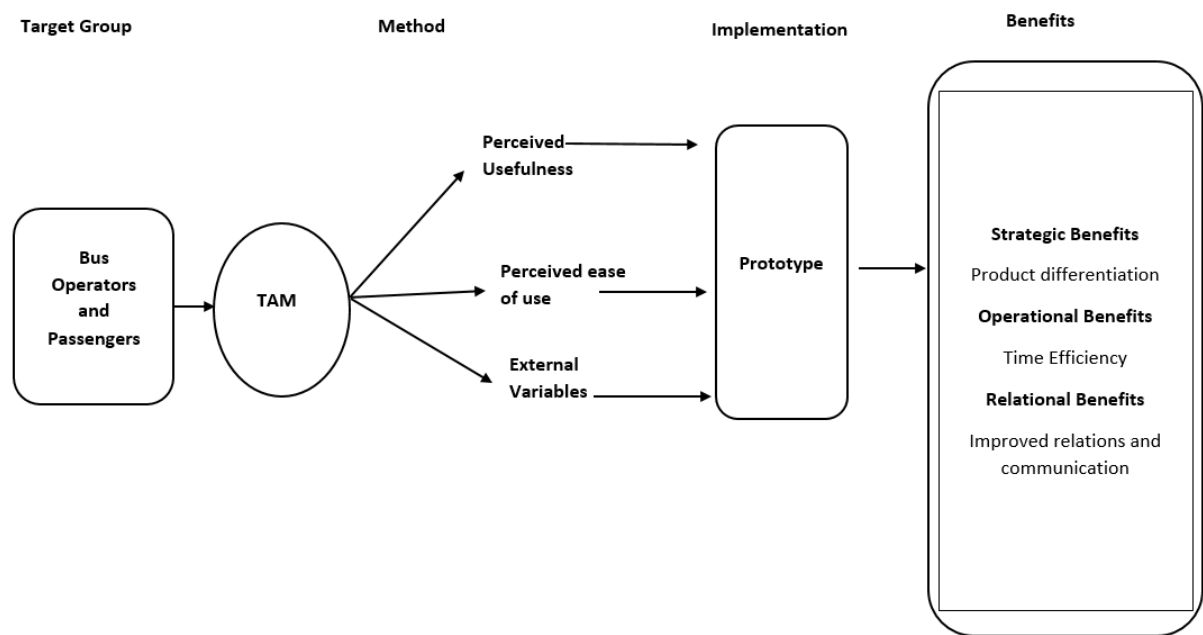 Target Group
Method
Implementation
Benefits
Bus
Operators
and
Passengers
TAM
Perceived
Usefulness
Perceived ease
of use
External
Variables
Prototype
Strategic Benefits
Product differentiation
Operational Benefits
Time Efficiency
Relational Benefits
Improved relations and
communication